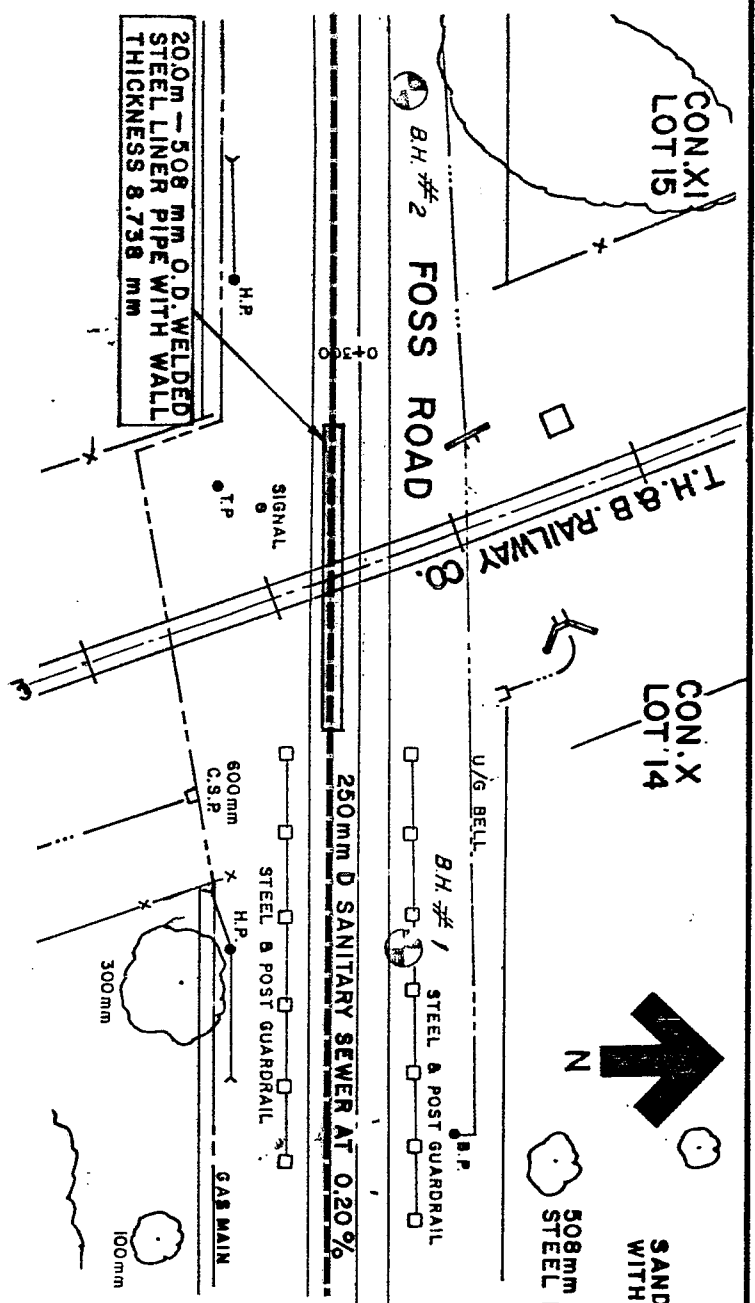 CON. XI
LOT 15
B.H. #2
FOSS ROAD
0+300
20.0m — 508 mm O.D. WELDED
STEEL LINER PIPE WITH WALL
THICKNESS 8.738 mm
H.P.
T.P
SIGNAL
T.H.&B. RAILWAY CO.
CON. X
LOT 14
U/G BELL
B.H. #1
600mm
C.S.P.
250mm D SANITARY SEWER AT 0.20%
STEEL & POST GUARDRAIL
STEEL & POST GUARDRAIL
H.P.
300mm
B.P.
N
GAS MAIN
100mm
508mm
STEEL
SAND
WITH